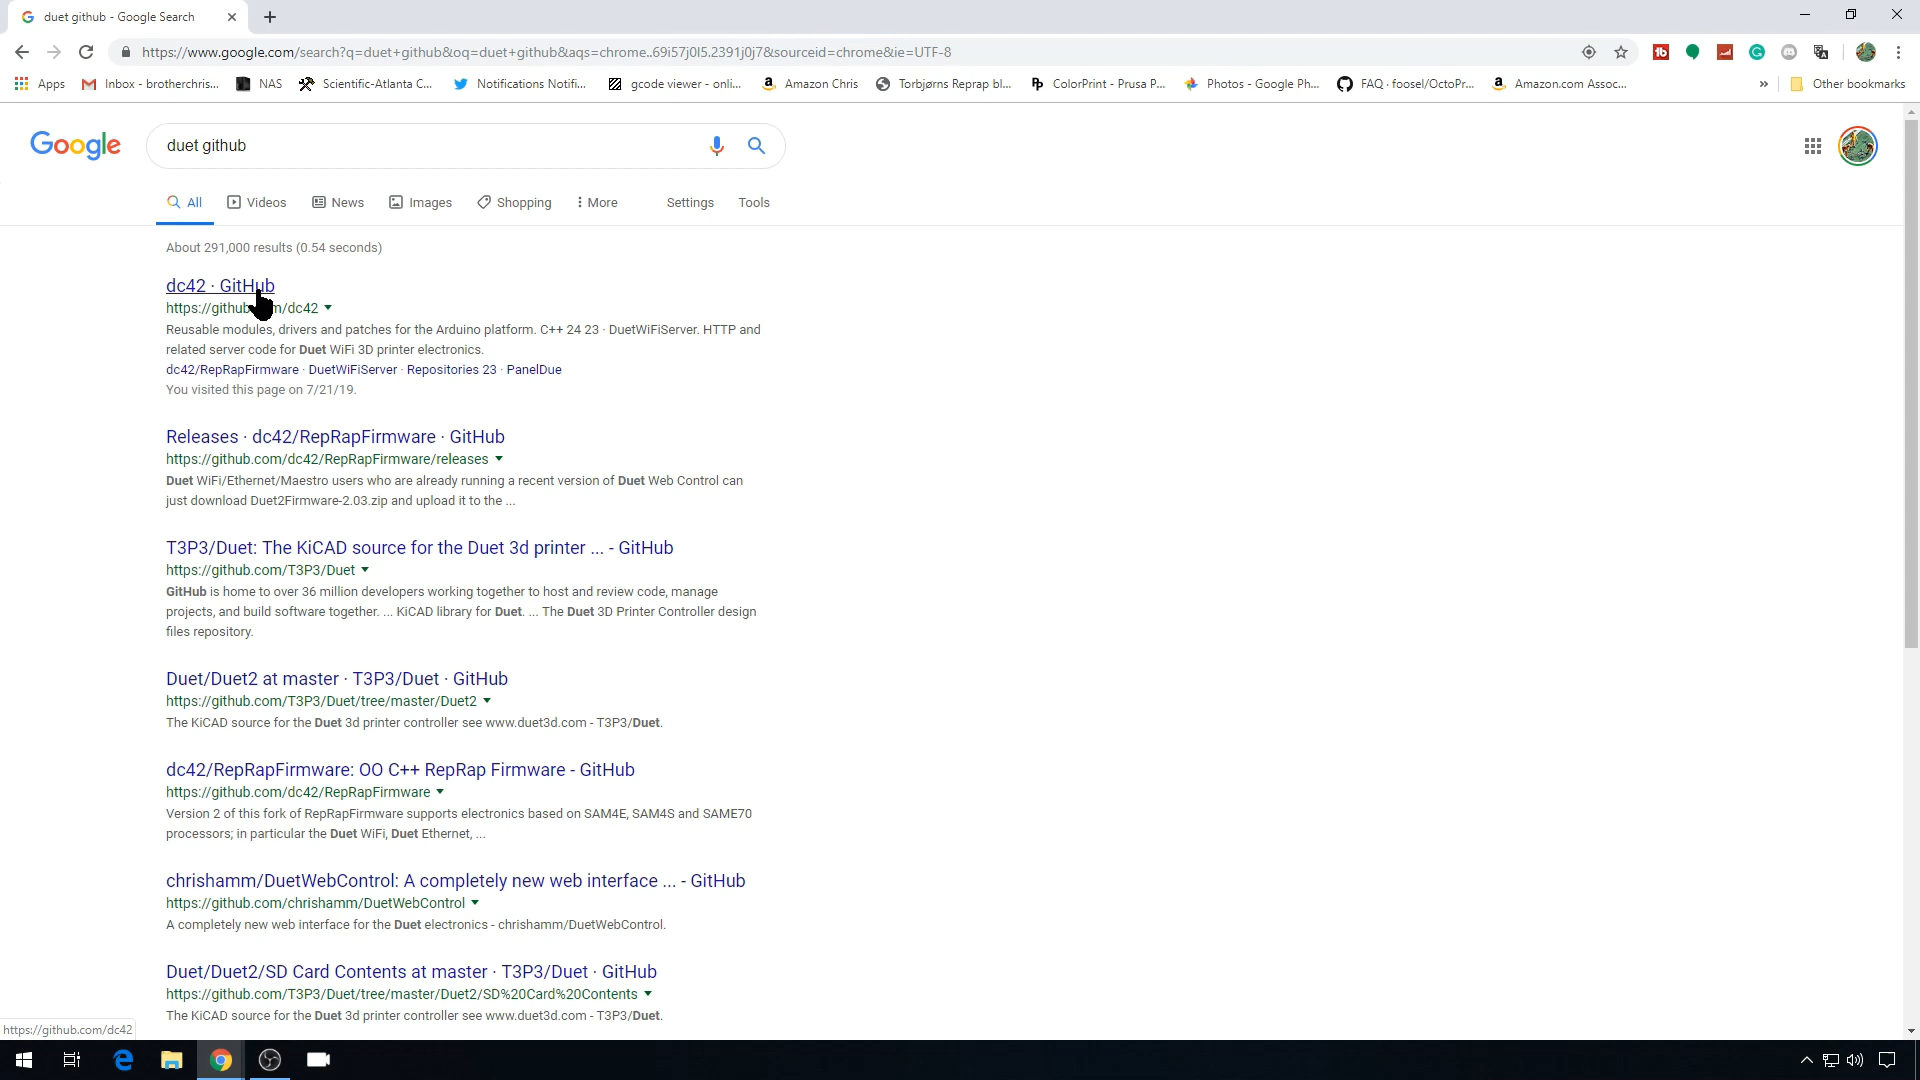 duet github - Google Search
https://www.google.com/search?q=duet+github&oq=duet+github&aqs=chrome..69i57j0l5.2391j0j7&sourceid=chrome&ie=UTF-8
Apps Inbox - brotherchris... NAS Scientific-Atlanta C... Notifications Notifi... gcode viewer - onli... Amazon Chris Torbjørns Reprap bl... ColorPrint - Prusa P... Photos - Google Ph... FAQ · foosel/OctoPr... Amazon.com Assoc... » Other bookmarks
Google duet github
All Videos News Images Shopping More Settings Tools
About 291,000 results (0.54 seconds)
dc42 · GitHub
https://github.com/dc42
Reusable modules, drivers and patches for the Arduino platform. C++ 24 23 · DuetWiFiServer. HTTP and
related server code for Duet WiFi 3D printer electronics.
dc42/RepRapFirmware · DuetWiFiServer · Repositories 23 · PanelDue
You visited this page on 7/21/19.
Releases · dc42/RepRapFirmware · GitHub
https://github.com/dc42/RepRapFirmware/releases
Duet WiFi/Ethernet/Maestro users who are already running a recent version of Duet Web Control can
just download Duet2Firmware-2.03.zip and upload it to the ...
T3P3/Duet: The KiCAD source for the Duet 3d printer ... - GitHub
https://github.com/T3P3/Duet
GitHub is home to over 36 million developers working together to host and review code, manage
projects, and build software together. ... KiCAD library for Duet. ... The Duet 3D Printer Controller design
files repository.
Duet/Duet2 at master · T3P3/Duet · GitHub
https://github.com/T3P3/Duet/tree/master/Duet2
The KiCAD source for the Duet 3d printer controller see www.duet3d.com - T3P3/Duet.
dc42/RepRapFirmware: OO C++ RepRap Firmware - GitHub
https://github.com/dc42/RepRapFirmware
Version 2 of this fork of RepRapFirmware supports electronics based on SAM4E, SAM4S and SAME70
processors; in particular the Duet WiFi, Duet Ethernet, ...
chrishamm/DuetWebControl: A completely new web interface ... - GitHub
https://github.com/chrishamm/DuetWebControl
A completely new web interface for the Duet electronics - chrishamm/DuetWebControl.
Duet/Duet2/SD Card Contents at master · T3P3/Duet · GitHub
https://github.com/T3P3/Duet/tree/master/Duet2/SD%20Card%20Contents
The KiCAD source for the Duet 3d printer controller see www.duet3d.com - T3P3/Duet.
https://github.com/dc42